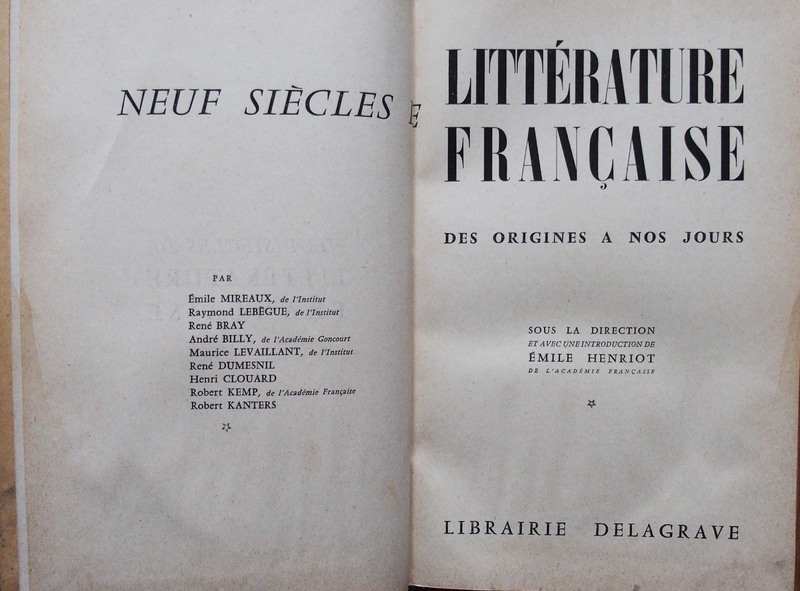 NEUF SIÈCLES
PAR
Émile MIREAUX, de l'Institut
Raymond LEBÈGUE, de l'Institut
René BRAY
André BILLY, de l'Académie Goncourt
Maurice LEVAILLANT, de l'Institut
René DUMESNIL
Henri CLOUARD
Robert KEMP, de l'Académie Française
Robert KANTERS
LITTÉRATURE
FRANÇAISE
DES ORIGINES A NOS JOURS
SOUS LA DIRECTION
ET AVEC UNE INTRODUCTION DE
ÉMILE HENRIOT
DE L'ACADÉMIE FRANÇAISE
LIBRAIRIE DELAGRAVE